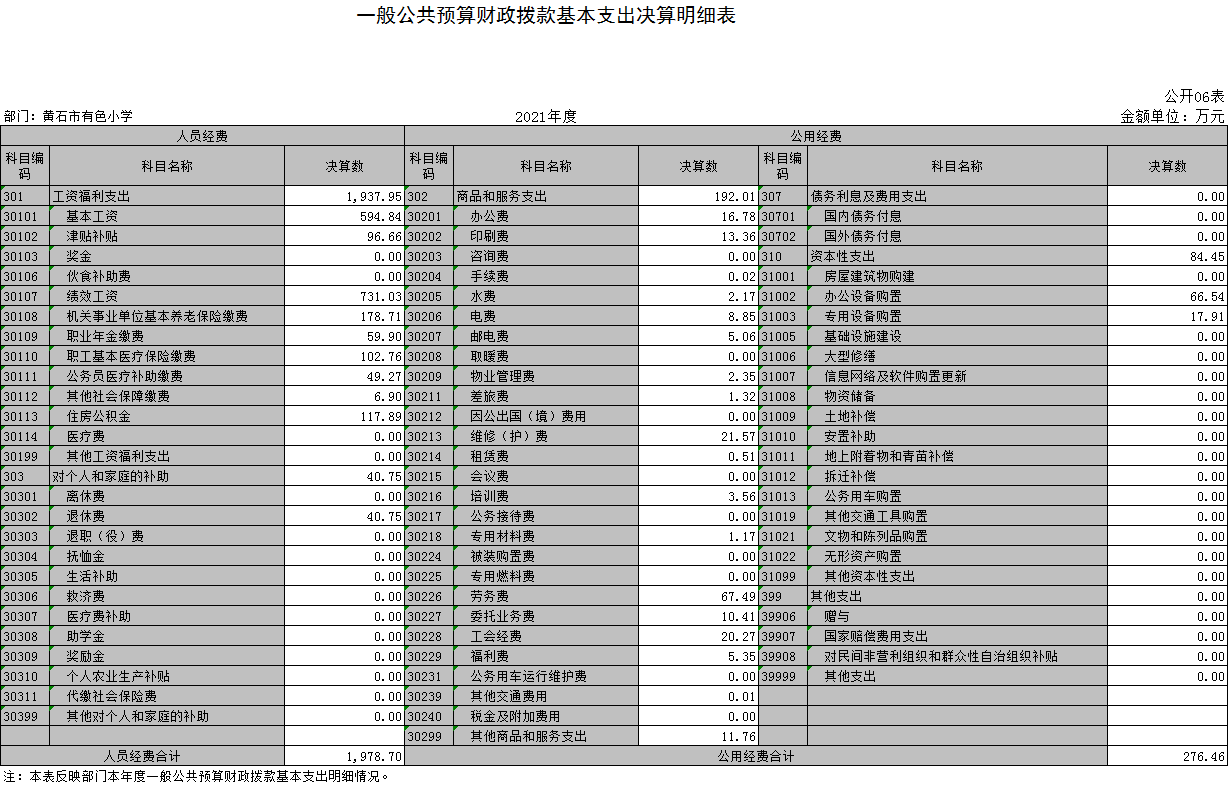 一般公共预算财政拨款基本支出决算明细表
公开06表
部门：黄石市有色小学 2021年度 金额单位：万元
人员经费 公用经费
科目编码 科目名称 决算数 科目编码 科目名称 决算数 科目编码 科目名称 决算数
301 工资福利支出 1,937.95 302 商品和服务支出 192.01 307 债务利息及费用支出 0.00
30101 基本工资 594.84 30201 办公费 16.78 30701 国内债务付息 0.00
30102 津贴补贴 96.66 30202 印刷费 13.36 30702 国外债务付息 0.00
30103 奖金 0.00 30203 咨询费 0.00 310 资本性支出 84.45
30106 伙食补助费 0.00 30204 手续费 0.02 31001 房屋建筑物购建 0.00
30107 绩效工资 731.03 30205 水费 2.17 31002 办公设备购置 66.54
30108 机关事业单位基本养老保险缴费 178.71 30206 电费 8.85 31003 专用设备购置 17.91
30109 职业年金缴费 59.90 30207 邮电费 5.06 31005 基础设施建设 0.00
30110 职工基本医疗保险缴费 102.76 30208 取暖费 0.00 31006 大型修缮 0.00
30111 公务员医疗补助缴费 49.27 30209 物业管理费 2.35 31007 信息网络及软件购置更新 0.00
30112 其他社会保障缴费 6.90 30211 差旅费 1.32 31008 物资储备 0.00
30113 住房公积金 117.89 30212 因公出国（境）费用 0.00 31009 土地补偿 0.00
30114 医疗费 0.00 30213 维修（护）费 21.57 31010 安置补助 0.00
30199 其他工资福利支出 0.00 30214 租赁费 0.51 31011 地上附着物和青苗补偿 0.00
303 对个人和家庭的补助 40.75 30215 会议费 0.00 31012 拆迁补偿 0.00
30301 离休费 0.00 30216 培训费 3.56 31013 公务用车购置 0.00
30302 退休费 40.75 30217 公务接待费 0.00 31019 其他交通工具购置 0.00
30303 退职（役）费 0.00 30218 专用材料费 1.17 31021 文物和陈列品购置 0.00
30304 抚恤金 0.00 30224 被装购置费 0.00 31022 无形资产购置 0.00
30305 生活补助 0.00 30225 专用燃料费 0.00 31099 其他资本性支出 0.00
30306 救济费 0.00 30226 劳务费 67.49 399 其他支出 0.00
30307 医疗费补助 0.00 30227 委托业务费 10.41 39906 赠与 0.00
30308 助学金 0.00 30228 工会经费 20.27 39907 国家赔偿费用支出 0.00
30309 奖励金 0.00 30229 福利费 5.35 39908 对民间非营利组织和群众性自治组织补贴 0.00
30310 个人农业生产补贴 0.00 30231 公务用车运行维护费 0.00 39999 其他支出 0.00
30311 代缴社会保险费 0.00 30239 其他交通费用 0.01
30399 其他对个人和家庭的补助 0.00 30240 税金及附加费用 0.00
30299 其他商品和服务支出 11.76
人员经费合计 1,978.70 公用经费合计 276.46
注：本表反映部门本年度一般公共预算财政拨款基本支出明细情况。